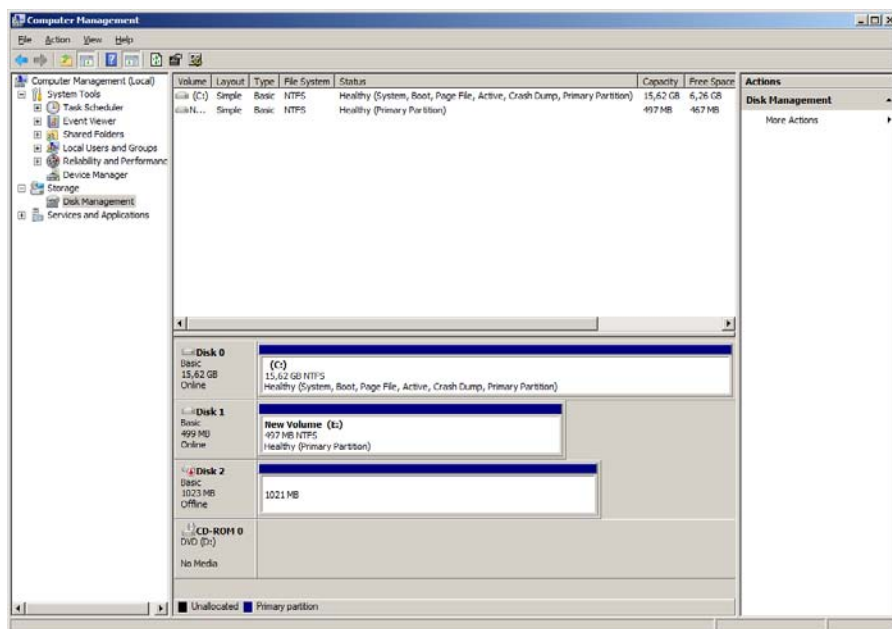 Computer Management
File Action View Help
Computer Management (Local)
System Tools
Task Scheduler
Event Viewer
Shared Folders
Local Users and Groups
Reliability and Performanc
Device Manager
Storage
Disk Management
Services and Applications
Volume Layout Type File System Status Capacity Free Space
(C:) Simple Basic NTFS Healthy (System, Boot, Page File, Active, Crash Dump, Primary Partition) 15,62 GB 6,26 GB
N... Simple Basic NTFS Healthy (Primary Partition) 497 MB 467 MB
Actions
Disk Management
More Actions
Disk 0
Basic
15,62 GB
Online
(C:)
15,62 GB NTFS
Healthy (System, Boot, Page File, Active, Crash Dump, Primary Partition)
Disk 1
Basic
499 MB
Online
New Volume (E:)
497 MB NTFS
Healthy (Primary Partition)
Disk 2
Basic
1023 MB
Offline
1021 MB
CD-ROM 0
DVD (D:)
No Media
Unallocated Primary partition